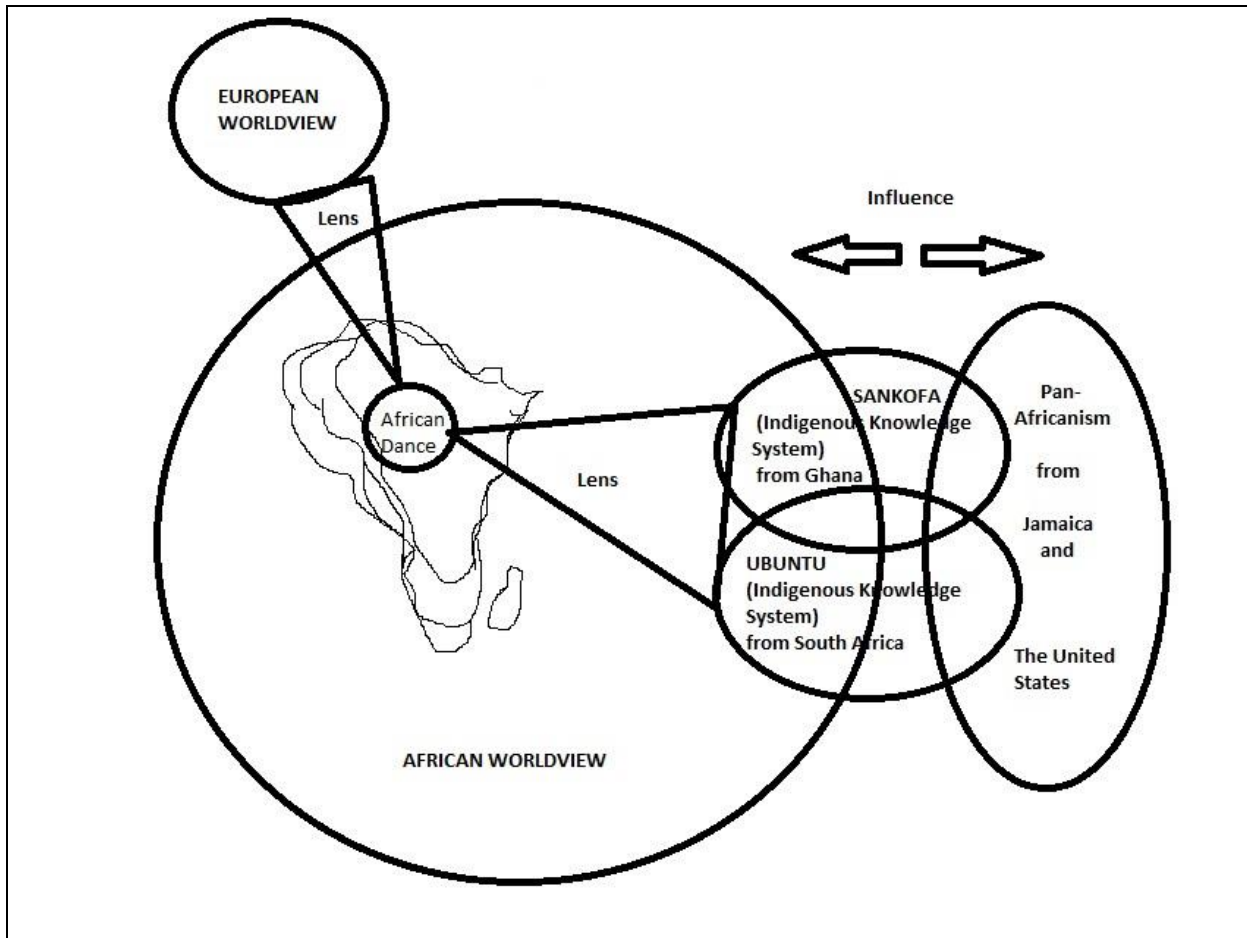 EUROPEAN
WORLDVIEW
Lens
Influence
African
Dance
Lens
SANKOFA
(Indigenous Knowledge
System)
from Ghana
UBUNTU
(Indigenous Knowledge
System)
from South Africa
Pan-
Africanism
from
Jamaica
and
The United
States
AFRICAN WORLDVIEW